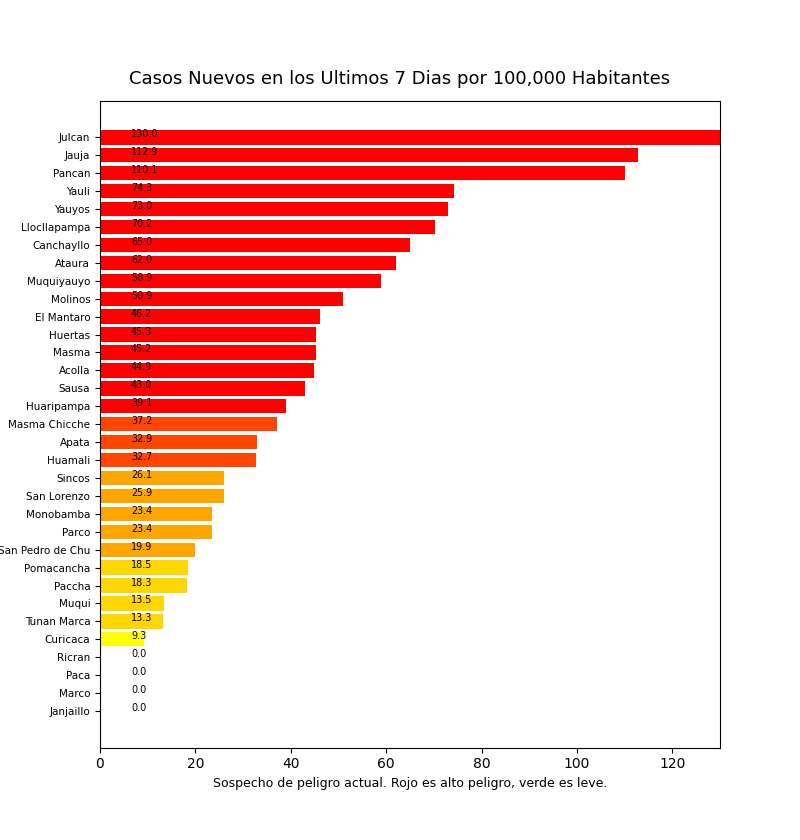 Casos Nuevos en los Ultimos 7 Dias por 100,000 Habitantes
Julcan 130.0
Jauja 112.9
Pancan 110.1
Yauli 74.3
Yauyos 73.0
Llocllapampa 70.2
Canchayllo 65.0
Ataura 62.0
Muquiyauyo 58.9
Molinos 50.9
El Mantaro 46.2
Huertas 45.3
Masma 45.2
Acolla 44.9
Sausa 43.0
Huaripampa 39.1
Masma Chicche 37.2
Apata 32.9
Huamali 32.7
Sincos 26.1
San Lorenzo 25.9
Monobamba 23.4
Parco 23.4
San Pedro de Chu 19.9
Pomacancha 18.5
Paccha 18.3
Muqui 13.5
Tunan Marca 13.3
Curicaca 9.3
Ricran 0.0
Paca 0.0
Marco 0.0
Janjaillo 0.0
0 20 40 60 80 100 120
Sospecho de peligro actual. Rojo es alto peligro, verde es leve.